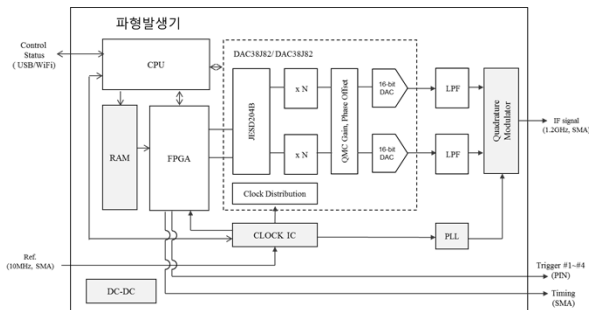 파형발생기
Control
Status
( USB/WiFi)
CPU
DAC38J82/ DAC38J82
RAM
FPGA
JESD204B
x N
x N
QMC Gain, Phase Offset
16-bit
DAC
16-bit
DAC
LPF
LPF
Quadrature
Modulator
IF signal
(1.2GHz, SMA)
Clock Distribution
CLOCK IC
PLL
Ref.
(10MHz, SMA)
DC-DC
Trigger #1~#4
(PIN)
Timing
(SMA)